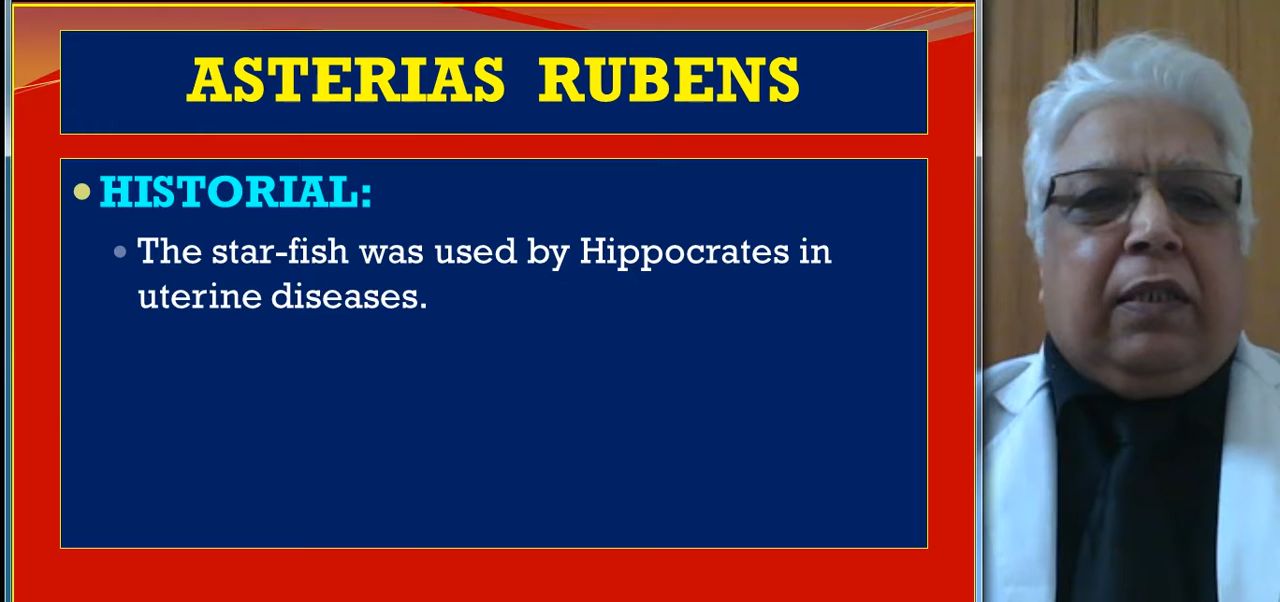 ASTERIAS RUBENS
HISTORIAL:
The star-fish was used by Hippocrates in
uterine diseases.